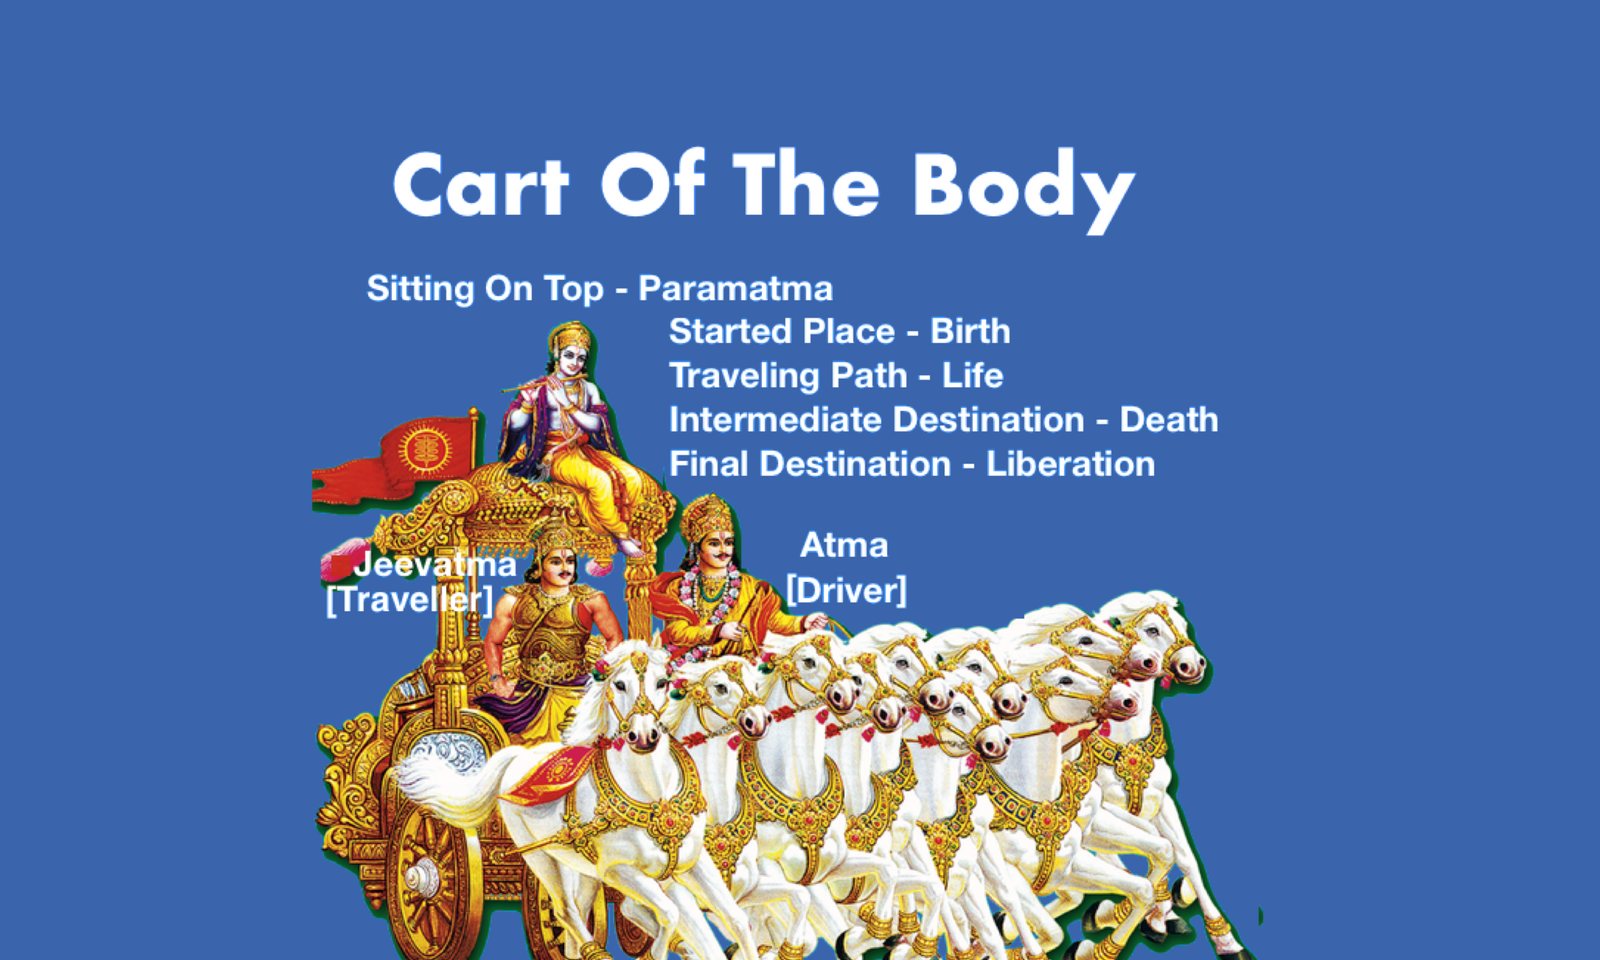 Cart Of The Body
Sitting On Top - Paramatma
Started Place - Birth
Traveling Path - Life
Intermediate Destination - Death
Final Destination - Liberation
Atma
[Driver]
Jeevatma
[Traveller]